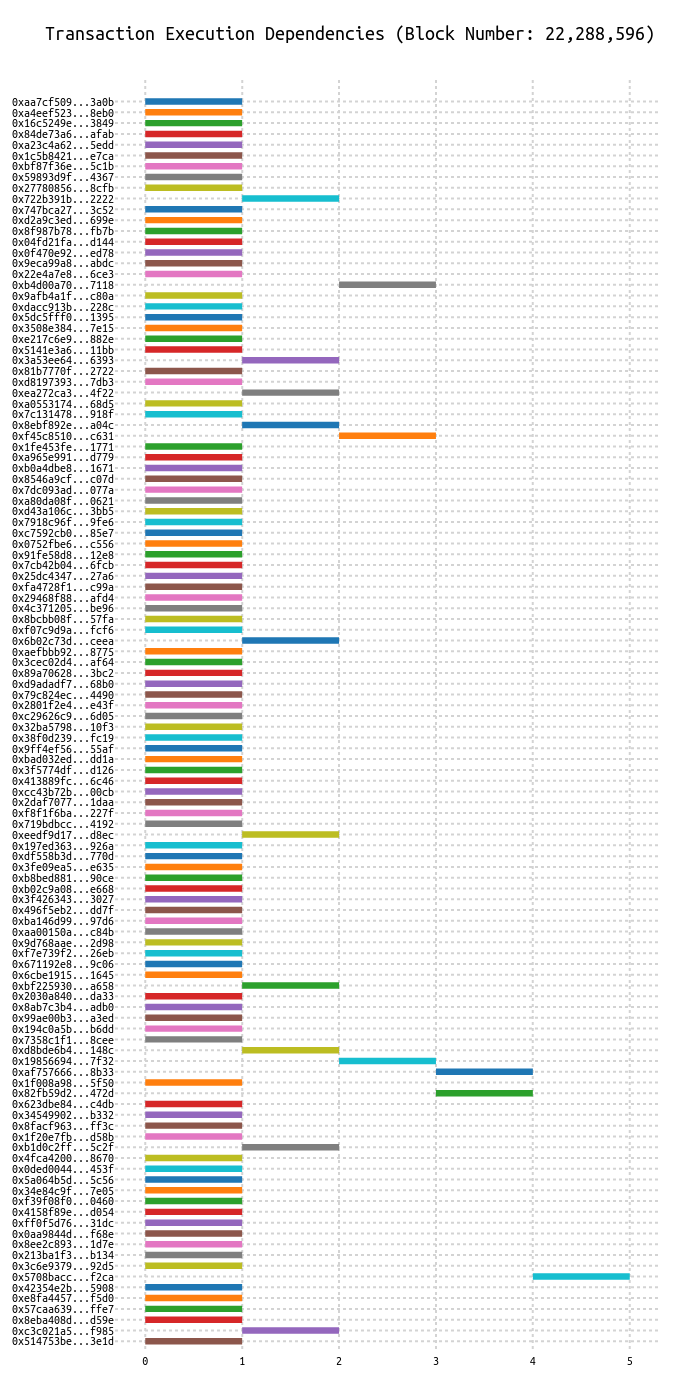 Transaction Execution Dependencies (Block Number: 22,288,596)
0xaa7cf509...3a0b
0xa4eef523...8eb0
0x16c5249e...3849
0x84de73a6...afab
0xa23c4a62...5edd
0x1c5b8421...e7ca
0xbf87f36e...5c1b
0x59893d9f...4367
0x27780856...8cfb
0x722b391b...2222
0x747bca27...3c52
0xd2a9c3ed...699e
0x8f987b78...fb7b
0x04fd21fa...d144
0x0f470e92...ed78
0x9eca99a8...abdc
0x22e4a7e8...6ce3
0xb4d00a70...7118
0x9afb4a1f...c80a
0xdacc913b...228c
0x5dc5fff0...1395
0x3508e384...7e15
0xe217c6e9...882e
0x5141e3a6...11bb
0x3a53ee64...6393
0x81b7770f...2722
0xd8197393...7db3
0xea272ca3...4f22
0xa0553174...68d5
0x7c131478...918f
0x8ebf892e...a04c
0xf45c8510...c631
0x1fe453fe...1771
0xa965e991...d779
0xb0a4dbe8...1671
0x8546a9cf...c07d
0x7dc093ad...077a
0xa80da08f...0621
0xd43a106c...3bb5
0x7918c96f...9fe6
0xc7592cb0...85e7
0x0752fbe6...c556
0x91fe58d8...12e8
0x7cb42b04...6fcb
0x25dc4347...27a6
0xfa4728f1...c99a
0x29468f88...afd4
0x4c371205...be96
0x8bcbb08f...57fa
0xf07c9d9a...fcf6
0x6b02c73d...ceea
0xaefbbb92...8775
0x3cec02d4...af64
0x89a70628...3bc2
0xd9adadf7...68b0
0x79c824ec...4490
0x2801f2e4...e43f
0xc29626c9...6d05
0x32ba5798...10f3
0x38f0d239...fc19
0x9ff4ef56...55af
0xbad032ed...dd1a
0x3f5774df...d126
0x413889fc...6c46
0xcc43b72b...00cb
0x2daf7077...1daa
0xf8f1f6ba...227f
0x719bdbcc...4192
0xeedf9d17...d8ec
0x197ed363...926a
0xdf558b3d...770d
0x3fe09ea5...e635
0xb8bed881...90ce
0xb02c9a08...e668
0x3f426343...3027
0x496f5eb2...dd7f
0xba146d99...97d6
0xaa00150a...c84b
0x9d768aae...2d98
0xf7e739f2...26eb
0x671192e8...9c06
0x6cbe1915...1645
0xbf225930...a658
0x2030a840...da33
0x8ab7c3b4...adb0
0x99ae00b3...a3ed
0x194c0a5b...b6dd
0x7358c1f1...8cee
0xd8bde6b4...148c
0x19856694...7f32
0xaf757666...8b33
0x1f008a98...5f50
0x82fb59d2...472d
0x623dbe84...c4db
0x34549902...b332
0x8facf963...ff3c
0x1f20e7fb...d58b
0xb1d0c2ff...5c2f
0x4fca4200...8670
0x0ded0044...453f
0x5a064b5d...5c56
0x34e84c9f...7e05
0xf39f08f0...0460
0x4158f89e...d054
0xff0f5d76...31dc
0x0aa9844d...f68e
0x8ee2c893...1d7e
0x213ba1f3...b134
0x3c6e9379...92d5
0x5708bacc...f2ca
0x42354e2b...5908
0xe8fa4457...f5d0
0x57caa639...ffe7
0x8eba408d...d59e
0xc3c021a5...f985
0x514753be...3e1d
0 1 2 3 4 5